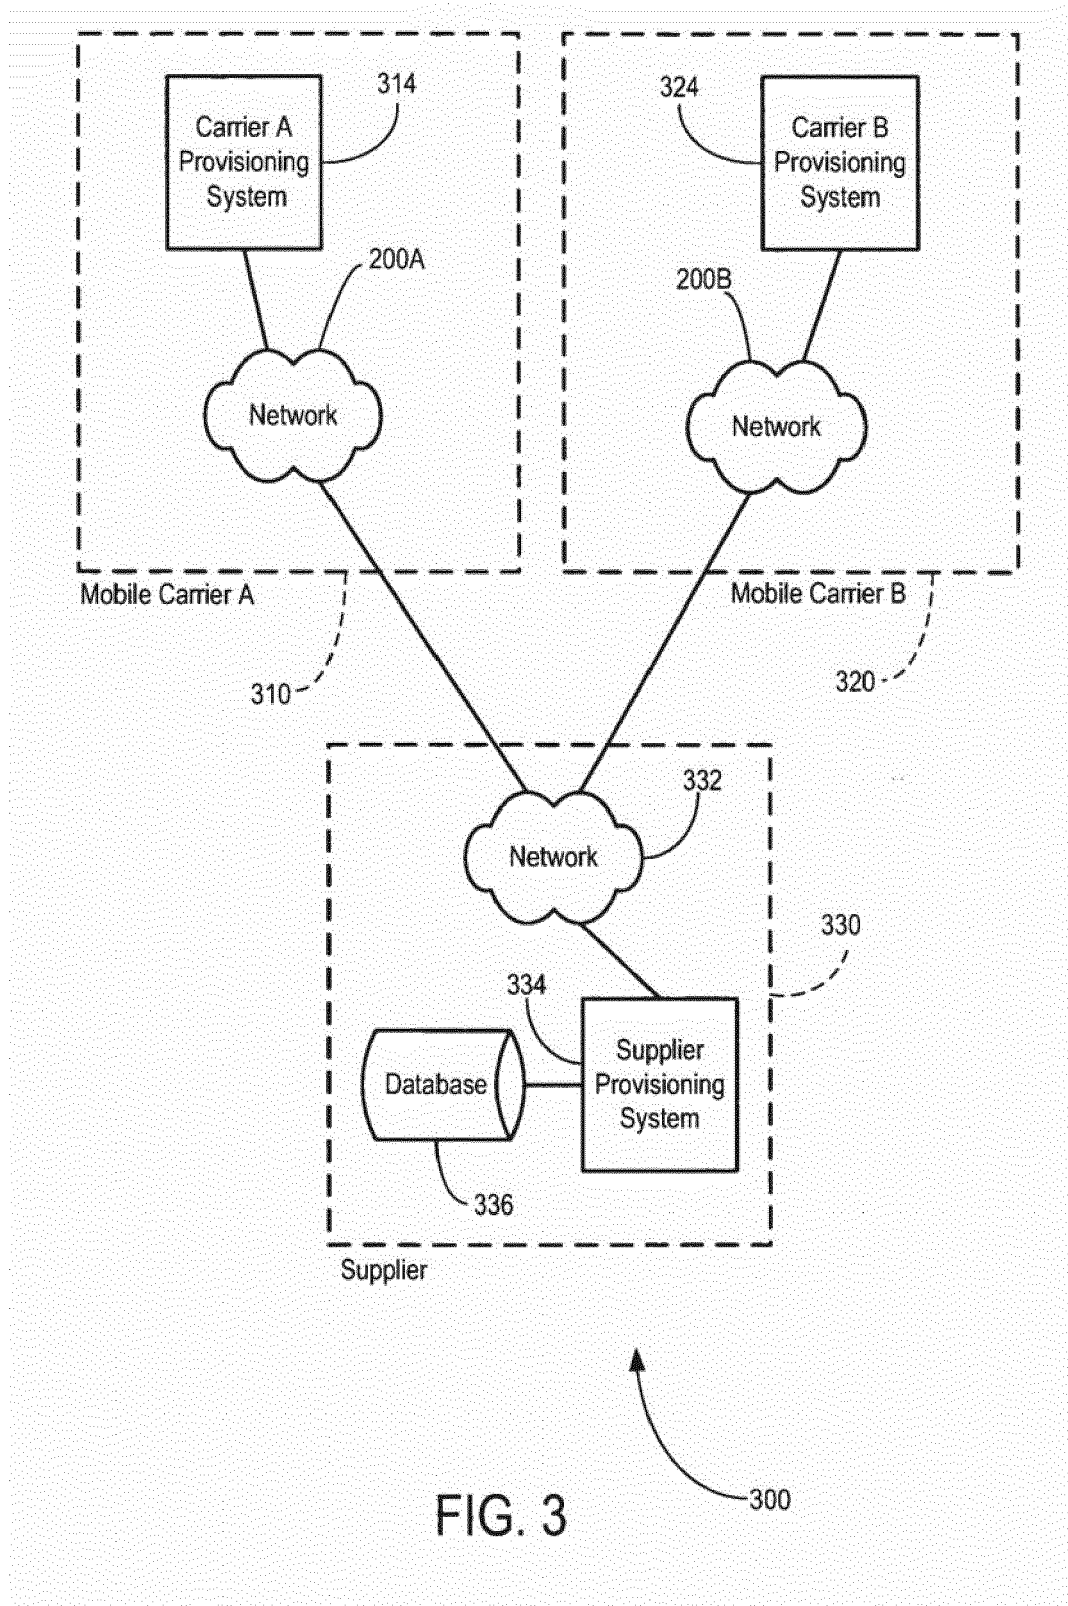 314
Carrier A
Provisioning
System
200A
Network
Mobile Carrier A
310
324
Carrier B
Provisioning
System
200B
Network
Mobile Carrier B
320
332
Network
330
334
Supplier
Provisioning
System
Database
336
Supplier
300
FIG. 3